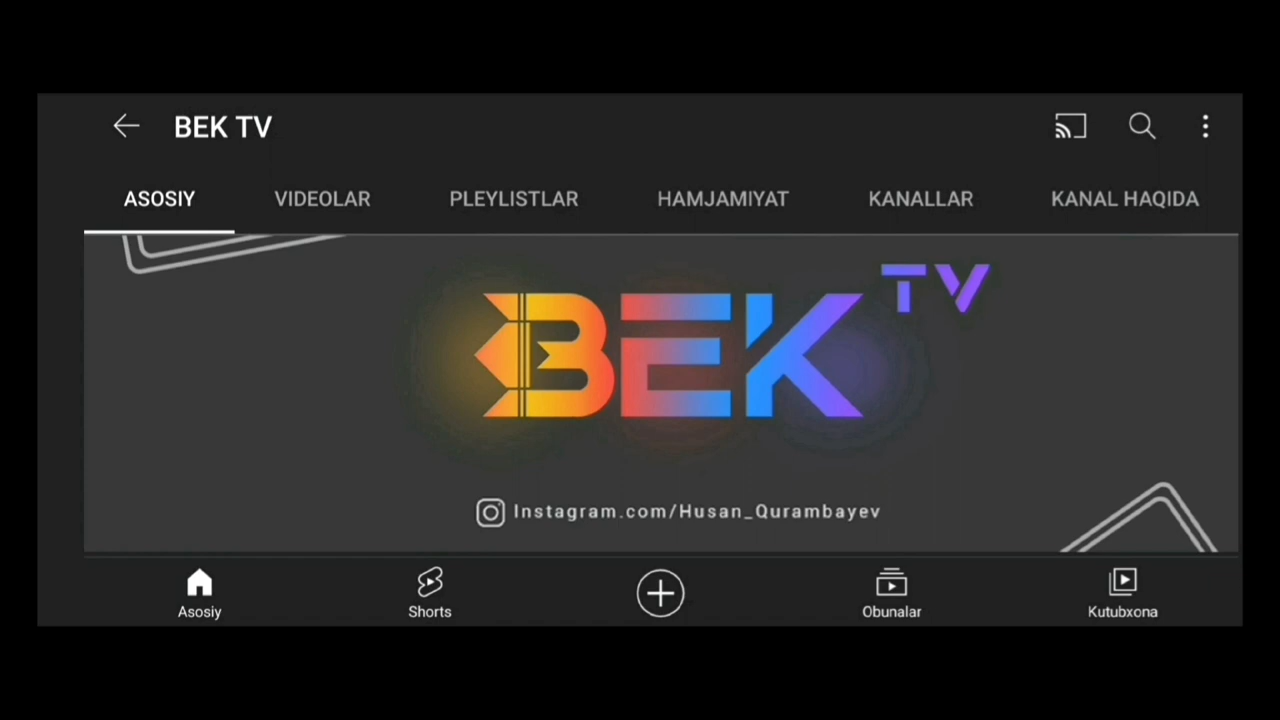 BEK TV
ASOSIY VIDEOLAR PLEYLISTLAR HAMJAMIYAT KANALLAR KANAL HAQIDA
BEK TV
Instagram.com/Husan_Qurambayev
Asosiy Shorts Obunalar Kutubxona